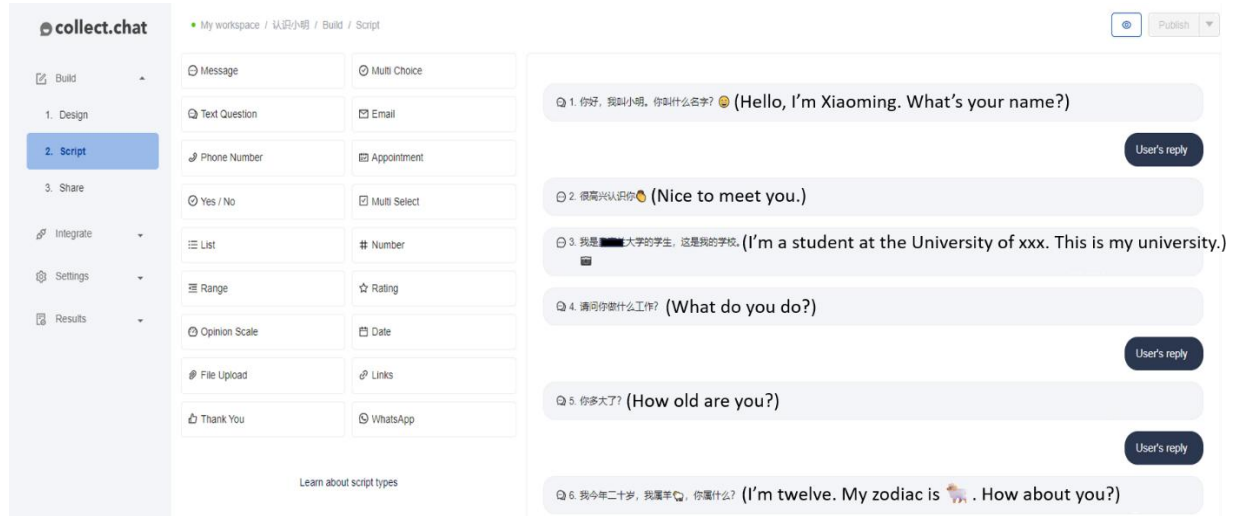 collect.chat
My workspace / 认识小明 / Build / Script
Publish
Build
1. Design
2. Script
3. Share
Integrate
Settings
Results
Message
Multi Choice
Text Question
Email
Phone Number
Appointment
Yes / No
Multi Select
List
Number
Range
Rating
Opinion Scale
Date
File Upload
Links
Thank You
WhatsApp
Learn about script types
1. 你好，我叫小明。你叫什么名字？😄 (Hello, I'm Xiaoming. What's your name?)
User's reply
2. 很高兴认识你👏 (Nice to meet you.)
3. 我是大学的学生，这是我的学校。(I'm a student at the University of xxx. This is my university.)
4. 请问你做什么工作？ (What do you do?)
User's reply
5. 你多大了？ (How old are you?)
User's reply
6. 我今年二十岁，我属羊🐑，你属什么？ (I'm twelve. My zodiac is 🐑 . How about you?)